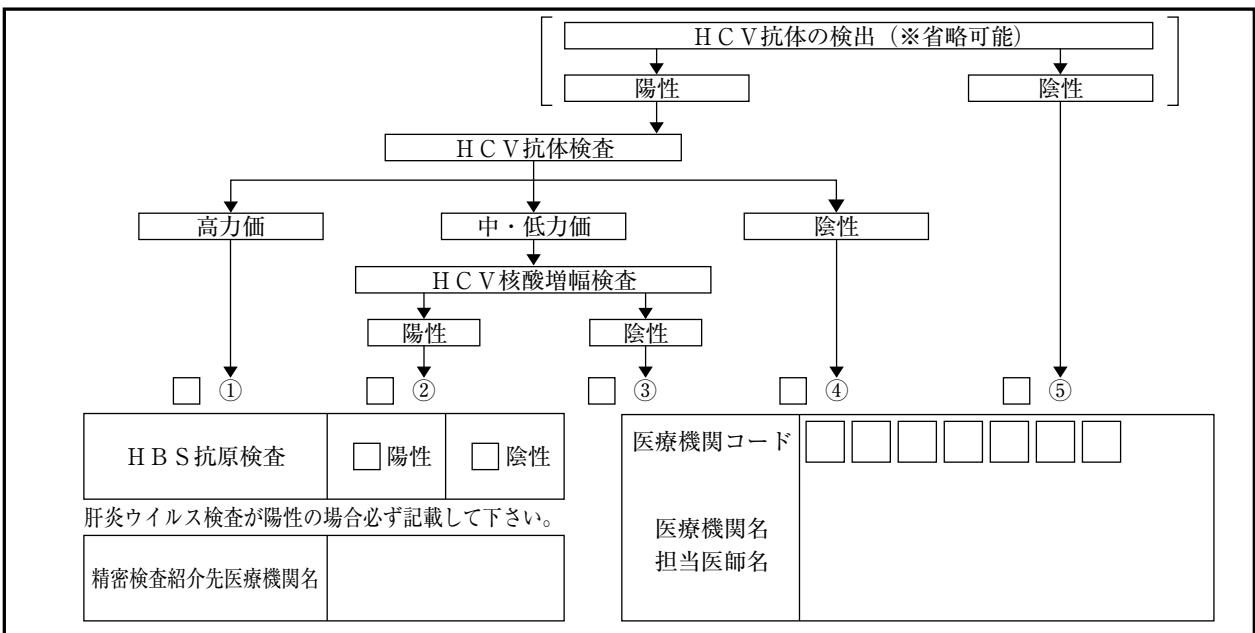 HCV抗体の検出（※省略可能）
陽性
陰性
HCV抗体検査
高力価
中・低力価
陰性
HCV核酸増幅検査
陽性
陰性
①
②
③
④
⑤
HBS抗原検査
陽性
陰性
肝炎ウイルス検査が陽性の場合必ず記載して下さい。
精密検査紹介先医療機関名
医療機関コード
医療機関名
担当医師名